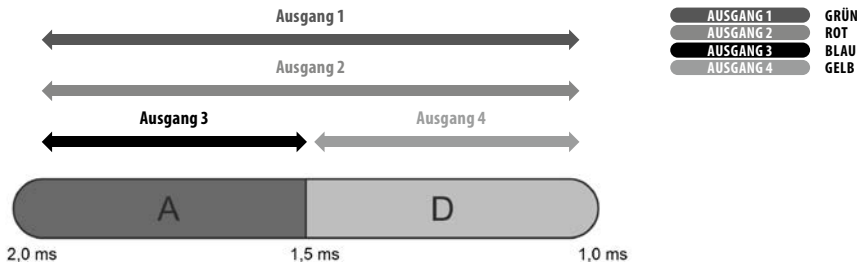 Ausgang 1
Ausgang 2
Ausgang 3 Ausgang 4
A D
2,0 ms 1,5 ms 1,0 ms
AUSGANG 1 GRÜN
AUSGANG 2 ROT
AUSGANG 3 BLAU
AUSGANG 4 GELB